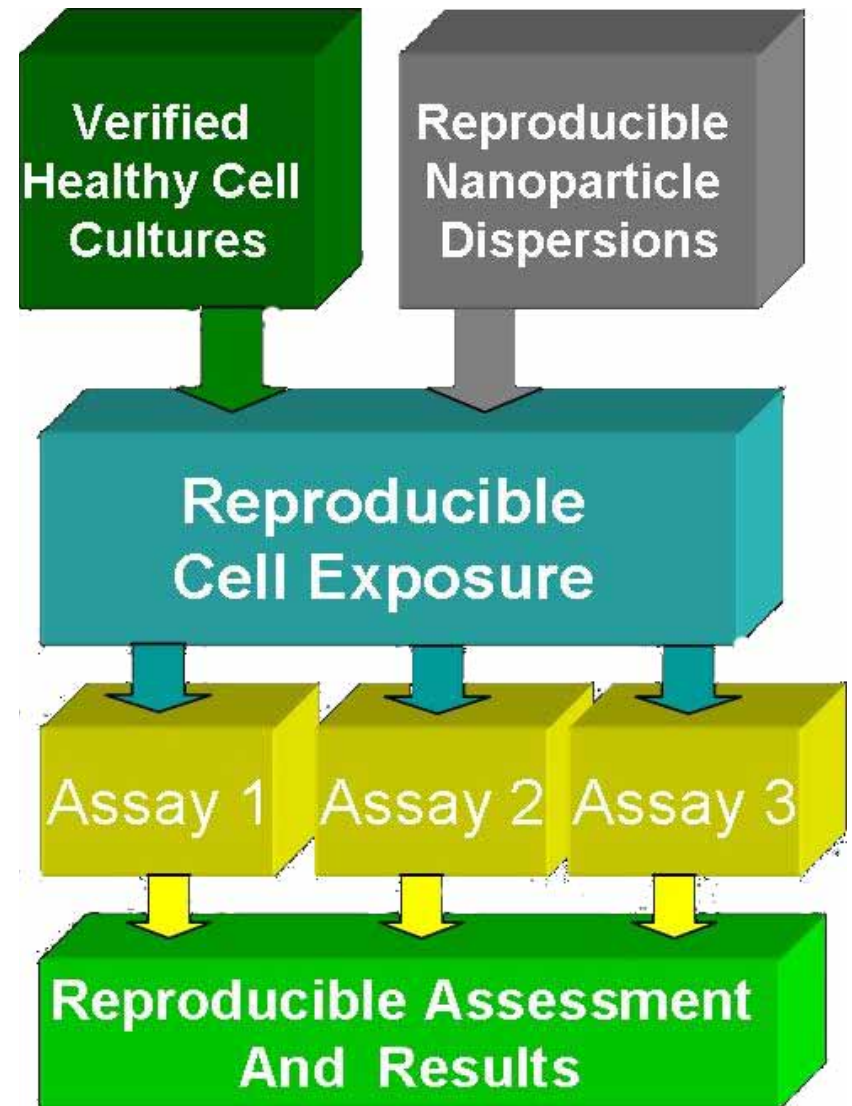 Verified
Healthy Cell
Cultures
Reproducible
Nanoparticle
Dispersions
Reproducible
Cell Exposure
Assay 1
Assay 2
Assay 3
Reproducible Assessment
And Results